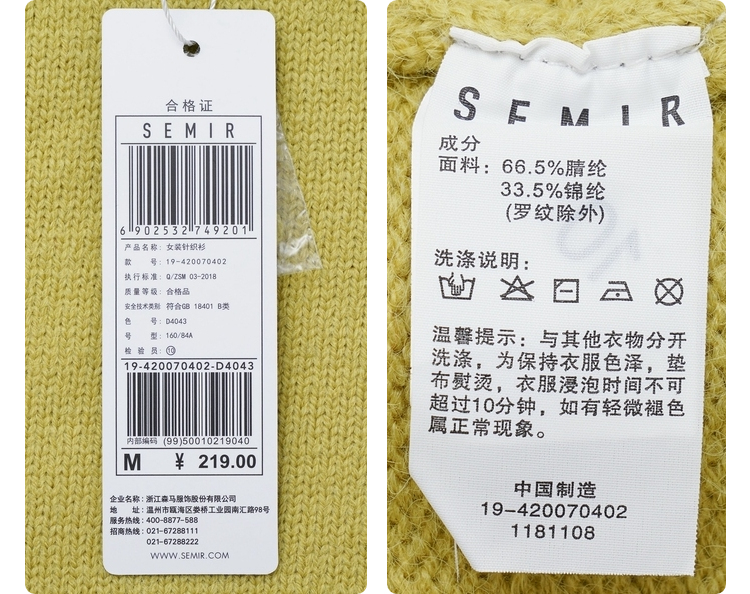 合格证
SEMIR
6 902532 749201
产品名称: 女装针织衫
款 号: 19-420070402
执行标准: Q/ZSM 03-2018
质量等级: 合格品
安全技术类别: 符合GB 18401 B类
色 号: D4043
号 型: 160/84A
检 验 员: ⑩
19-420070402-D4043
内部编码 (99)50010219040
M ¥ 219.00
企业名称: 浙江森马服饰股份有限公司
地 址: 温州市瓯海区娄桥工业园南汇路98号
服务热线: 400-8877-588
招商热线: 021-67288111
021-67288222
WWW.SEMIR.COM
SEMIR
成分
面料: 66.5%腈纶
33.5%锦纶
(罗纹除外)
洗涤说明:
温馨提示: 与其他衣物分开
洗涤, 为保持衣服色泽, 垫
布熨烫, 衣服浸泡时间不可
超过10分钟, 如有轻微褪色
属正常现象。
中国制造
19-420070402
1181108